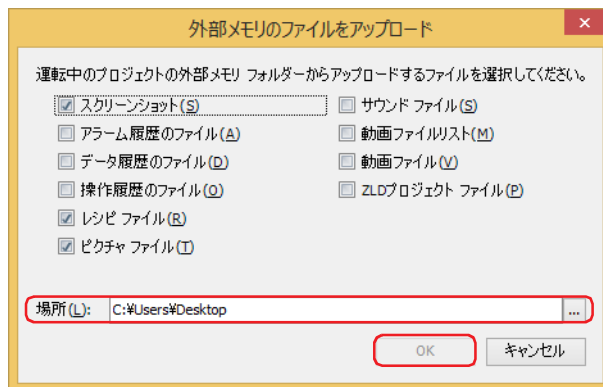 外部メモリのファイルをアップロード
運転中のプロジェクトの外部メモリ フォルダーからアップロードするファイルを選択してください。
スクリーンショット(S)
アラーム履歴のファイル(A)
データ履歴のファイル(D)
操作履歴のファイル(O)
レシピ ファイル(R)
ピクチャ ファイル(T)
サウンド ファイル(S)
動画ファイルリスト(M)
動画ファイル(V)
ZLDプロジェクト ファイル(P)
場所(L): C:¥Users¥Desktop ...
OK キャンセル